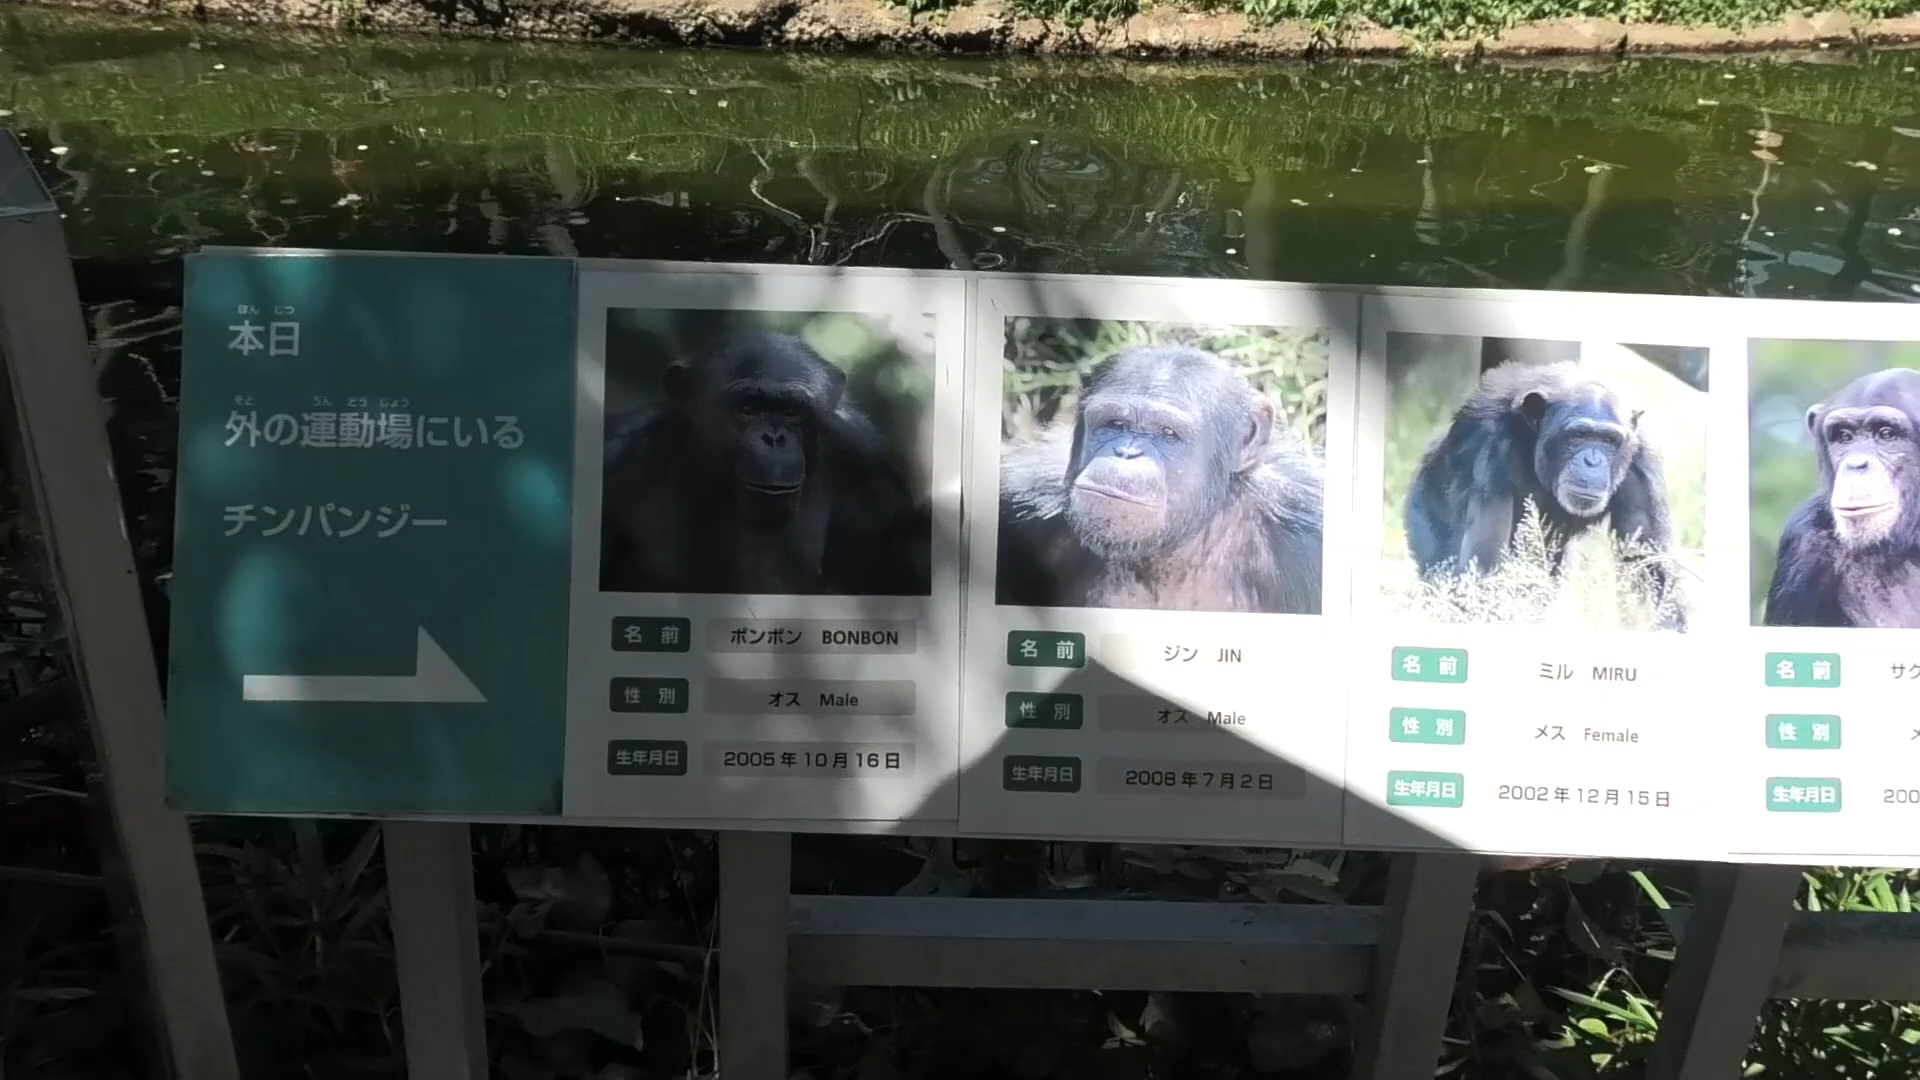 ほん じつ
本日
そと うん どう じょう
外の運動場にいる
チンパンジー
名前 ボンボン BONBON
性別 オス Male
生年月日 2005年10月16日
名前 ジン JIN
性別 オス Male
生年月日 2008年7月2日
名前 ミル MIRU
性別 メス Female
生年月日 2002年12月15日
名前 サク
性別
生年月日 200